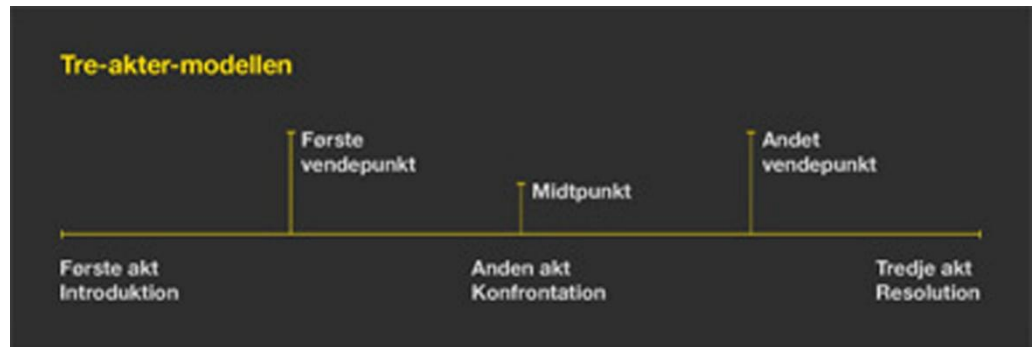 Tre-akter-modellen
Første
vendepunkt
Midtpunkt
Andet
vendepunkt
Første akt
Introduktion
Anden akt
Konfrontation
Tredje akt
Resolution